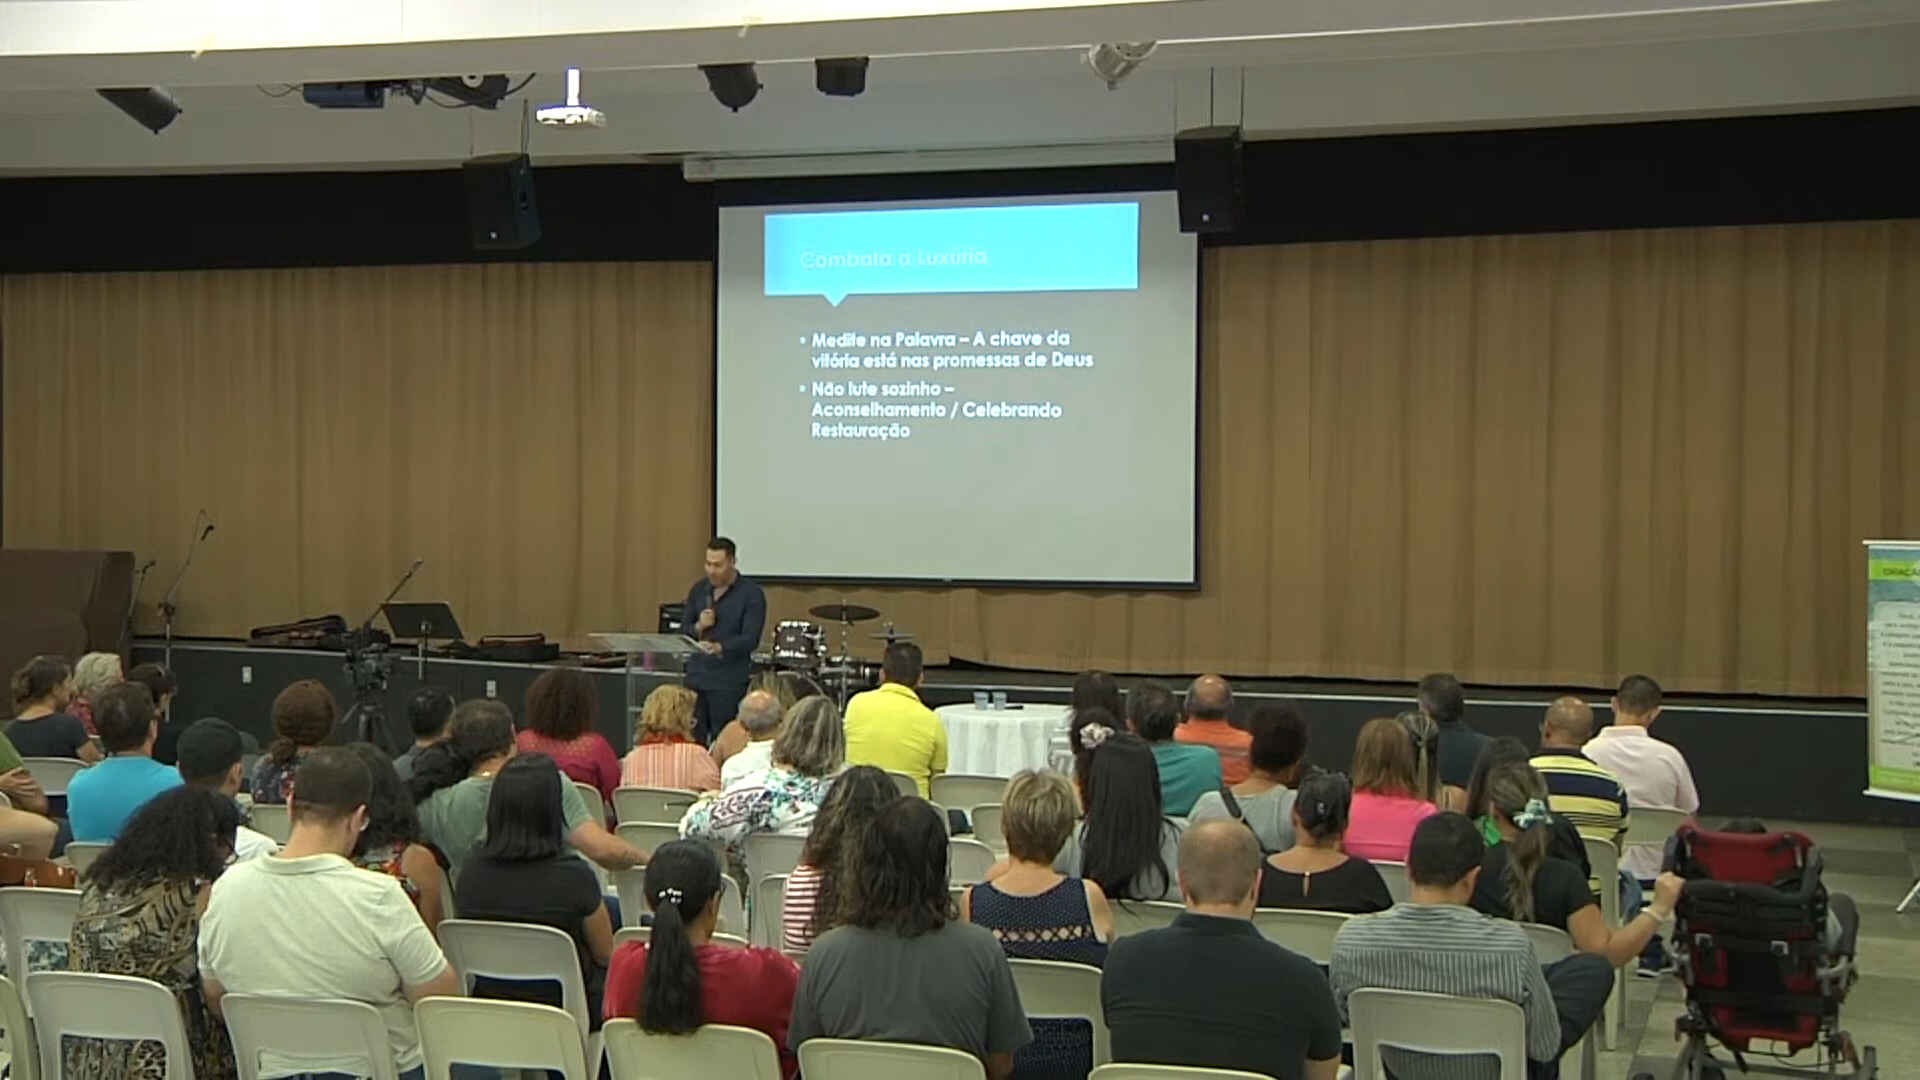 Combata a Luxúria
• Medite na Palavra – A chave da
vitória está nas promessas de Deus
• Não lute sozinho –
Aconselhamento / Celebrando
Restauração